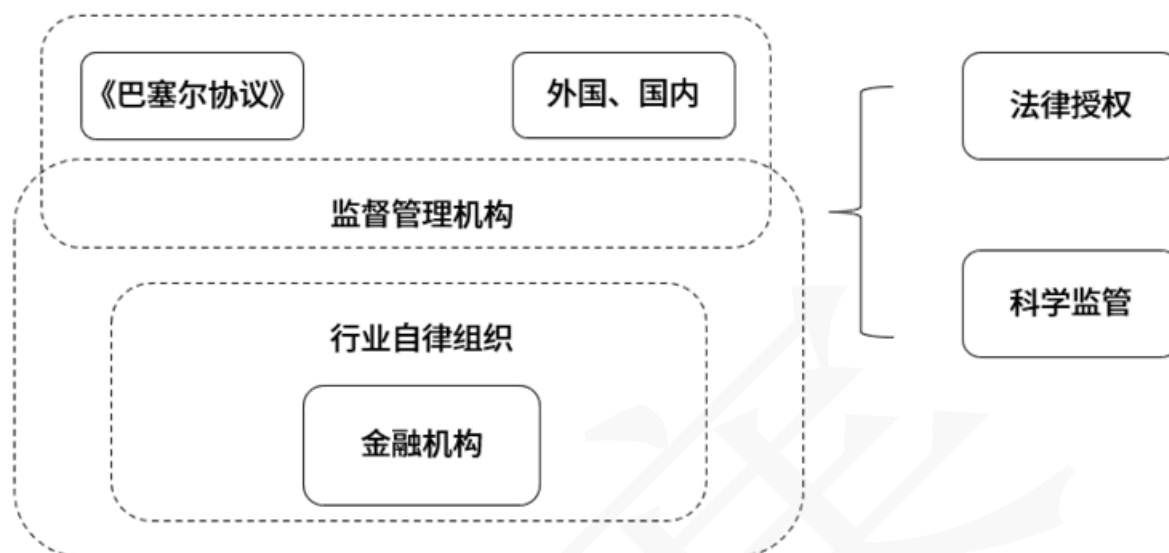 《巴塞尔协议》
外国、国内
监督管理机构
行业自律组织
金融机构
法律授权
科学监管